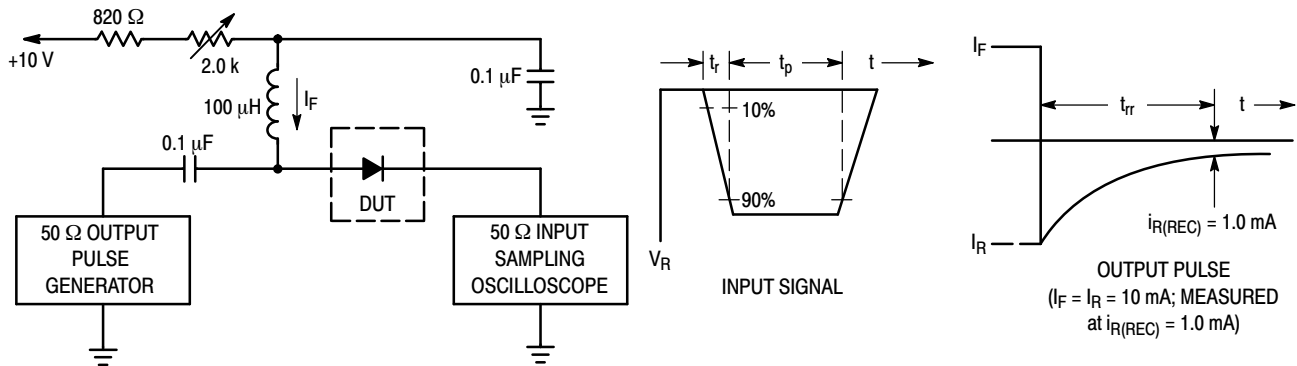 820 Ω
+10 V
2.0 k
100 μH
I_F
0.1 μF
0.1 μF
DUT
50 Ω OUTPUT
PULSE
GENERATOR
50 Ω INPUT
SAMPLING
OSCILLOSCOPE
t_r
t_p
t
10%
90%
V_R
INPUT SIGNAL
I_F
t_rr
t
I_R
i_R(REC) = 1.0 mA
OUTPUT PULSE
(I_F = I_R = 10 mA; MEASURED
at i_R(REC) = 1.0 mA)